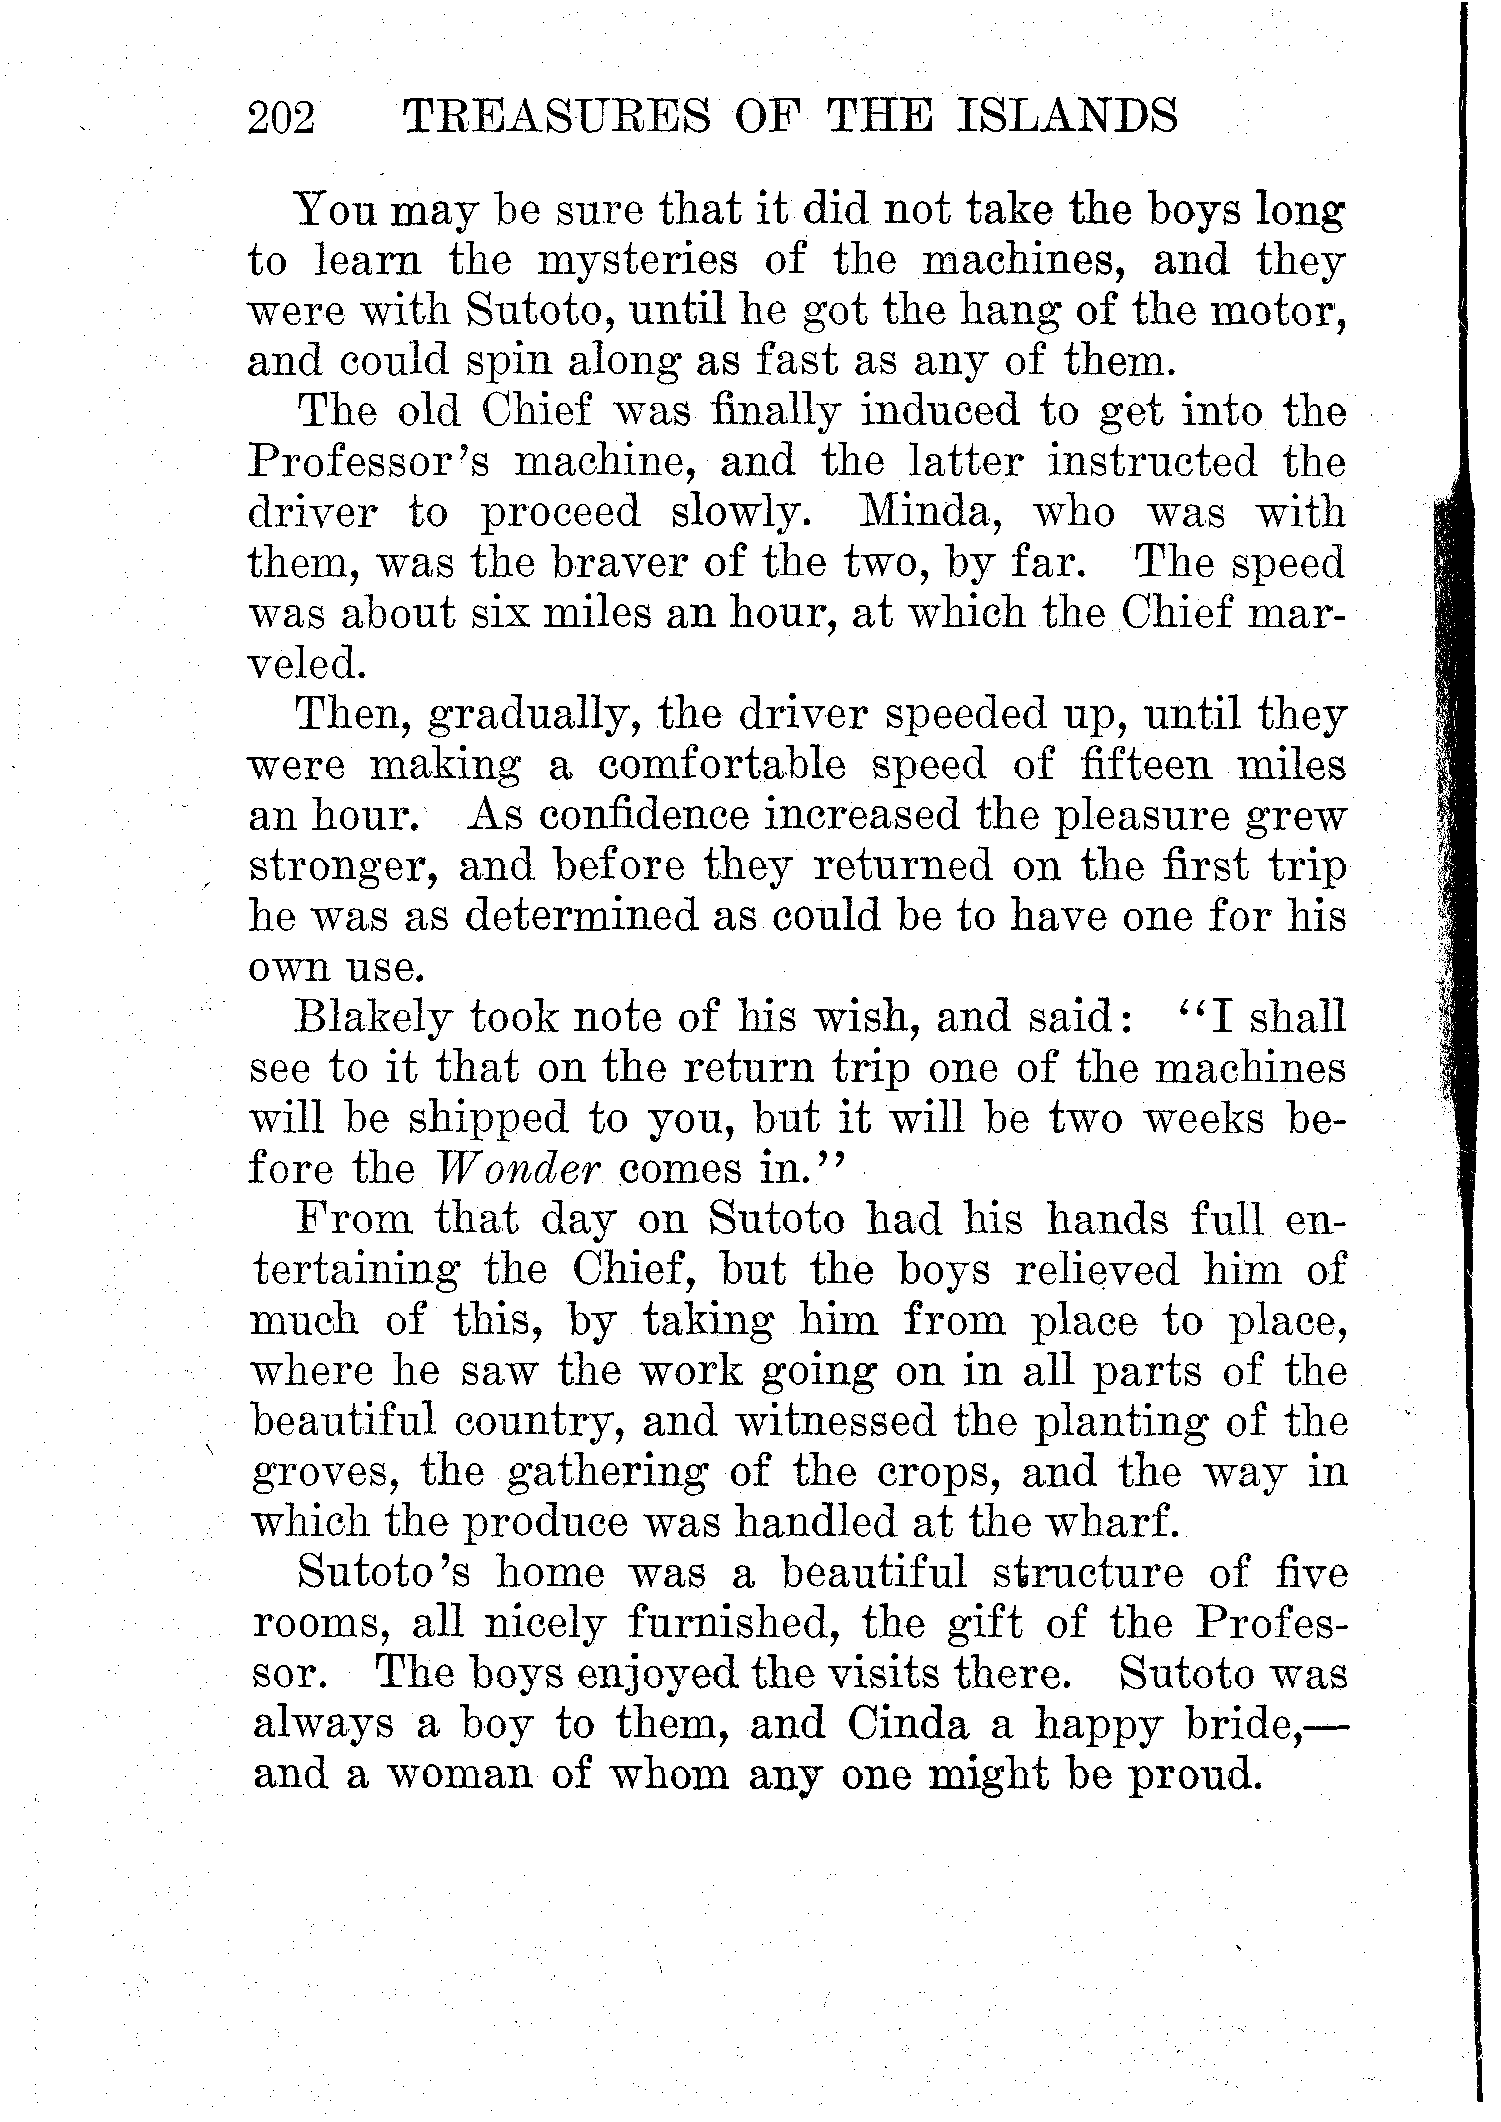 202 TREASURES OF THE ISLANDS
You may be sure that it did not take the boys long
to learn the mysteries of the machines, and they
were with Sutoto, until he got the hang of the motor,
and could spin along as fast as any of them.
The old Chief was finally induced to get into the
Professor's machine, and the latter instructed the
driver to proceed slowly. Minda, who was with
them, was the braver of the two, by far. The speed
was about six miles an hour, at which the Chief mar-
veled.
Then, gradually, the driver speeded up, until they
were making a comfortable speed of fifteen miles
an hour. As confidence increased the pleasure grew
stronger, and before they returned on the first trip
he was as determined as could be to have one for his
own use.
Blakely took note of his wish, and said: "I shall
see to it that on the return trip one of the machines
will be shipped to you, but it will be two weeks be-
fore the Wonder comes in."
From that day on Sutoto had his hands full en-
tertaining the Chief, but the boys relieved him of
much of this, by taking him from place to place,
where he saw the work going on in all parts of the
beautiful country, and witnessed the planting of the
groves, the gathering of the crops, and the way in
which the produce was handled at the wharf.
Sutoto's home was a beautiful structure of five
rooms, all nicely furnished, the gift of the Profes-
sor. The boys enjoyed the visits there. Sutoto was
always a boy to them, and Cinda a happy bride,—
and a woman of whom any one might be proud.